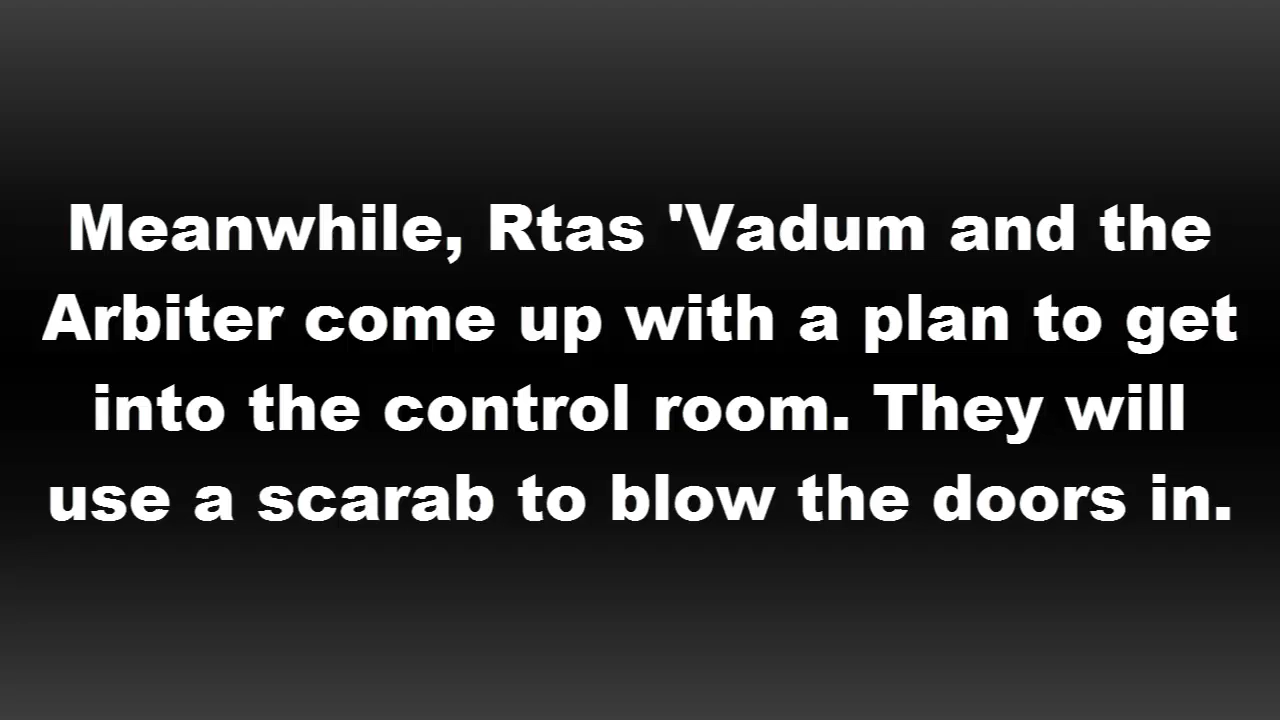 Meanwhile, Rtas 'Vadum and the
Arbiter come up with a plan to get
into the control room. They will
use a scarab to blow the doors in.